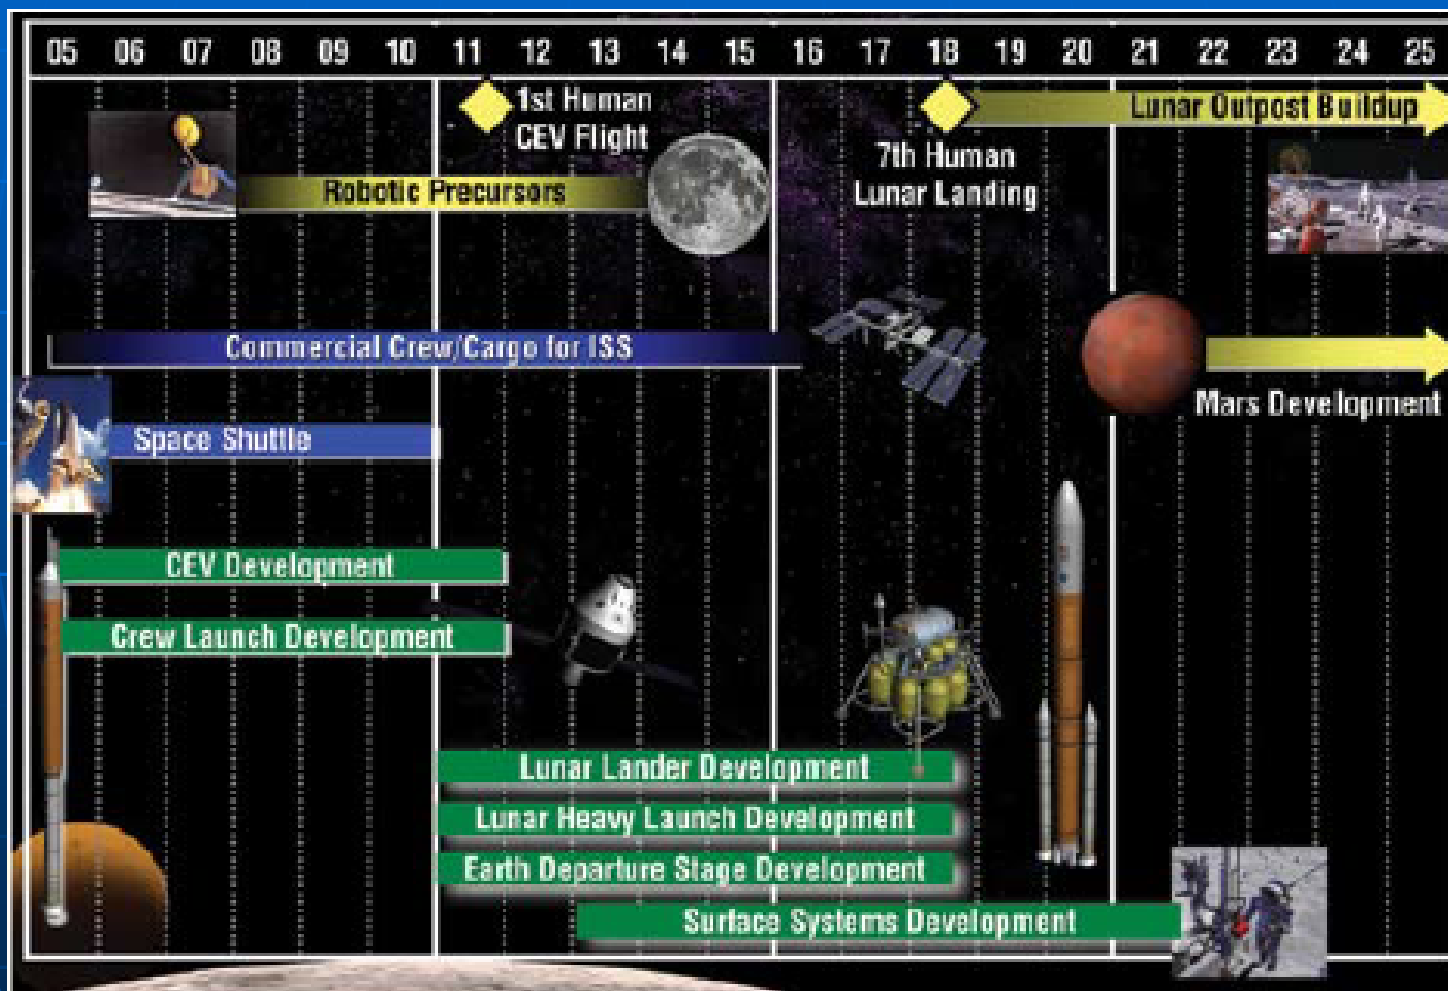 05 06 07 08 09 10 11 12 13 14 15 16 17 18 19 20 21 22 23 24 25
1st Human
CEV Flight
Lunar Outpost Buildup
7th Human
Lunar Landing
Robotic Precursors
Commercial Crew/Cargo for ISS
Mars Development
Space Shuttle
CEV Development
Crew Launch Development
Lunar Lander Development
Lunar Heavy Launch Development
Earth Departure Stage Development
Surface Systems Development